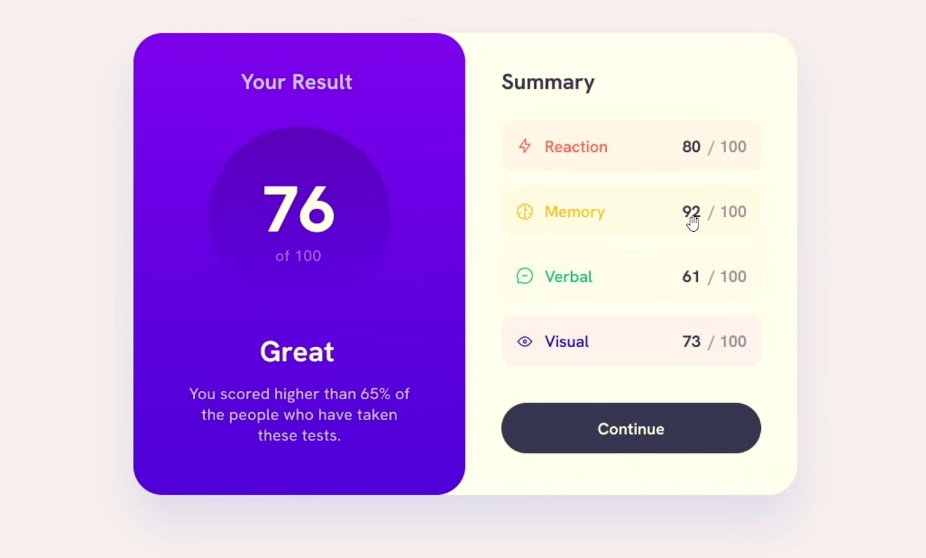 Your Result
76
of 100
Great
You scored higher than 65% of
the people who have taken
these tests.
Summary
Reaction 80 / 100
Memory 92 / 100
Verbal 61 / 100
Visual 73 / 100
Continue